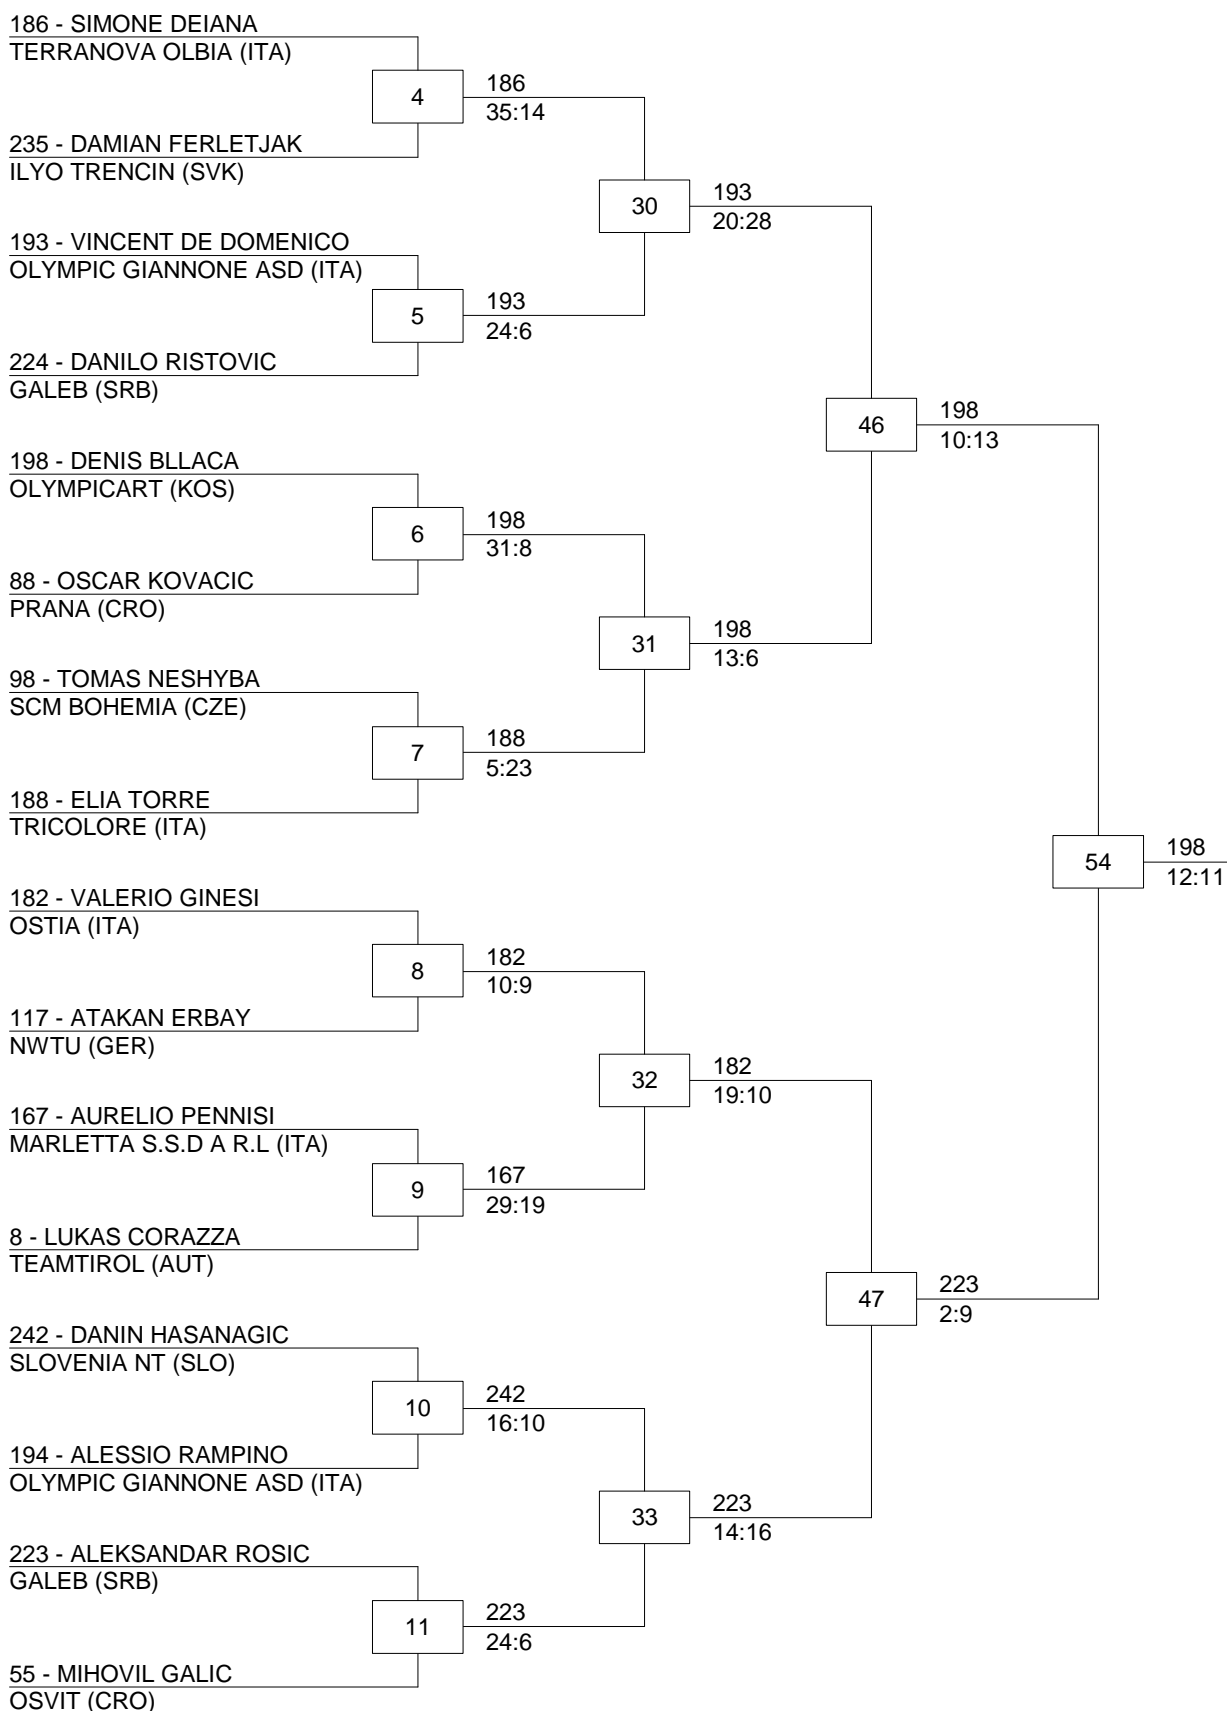 186 - SIMONE DEIANA
TERRANOVA OLBIA (ITA)
4
186
35:14
235 - DAMIAN FERLETJAK
ILYO TRENCIN (SVK)
30
193
20:28
193 - VINCENT DE DOMENICO
OLYMPIC GIANNONE ASD (ITA)
5
193
24:6
224 - DANILO RISTOVIC
GALEB (SRB)
46
198
10:13
198 - DENIS BLLACA
OLYMPICART (KOS)
6
198
31:8
88 - OSCAR KOVACIC
PRANA (CRO)
31
198
13:6
98 - TOMAS NESHYBA
SCM BOHEMIA (CZE)
7
188
5:23
188 - ELIA TORRE
TRICOLORE (ITA)
54
198
12:11
182 - VALERIO GINESI
OSTIA (ITA)
8
182
10:9
117 - ATAKAN ERBAY
NWTU (GER)
32
182
19:10
167 - AURELIO PENNISI
MARLETTA S.S.D A R.L (ITA)
9
167
29:19
8 - LUKAS CORAZZA
TEAMTIROL (AUT)
47
223
2:9
242 - DANIN HASANAGIC
SLOVENIA NT (SLO)
10
242
16:10
194 - ALESSIO RAMPINO
OLYMPIC GIANNONE ASD (ITA)
33
223
14:16
223 - ALEKSANDAR ROSIC
GALEB (SRB)
11
223
24:6
55 - MIHOVIL GALIC
OSVIT (CRO)